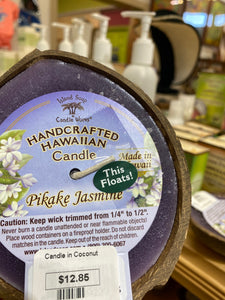 Island Soap
& Candle Works
HANDCRAFTED
HAWAIIAN
Candle
Made in
This
Floats!
Pikake Jasmine
Caution: Keep wick trimmed from 1/4" to 1/2".
Never burn a candle unattended or near flammable objects!
Place wood containers on a fireproof holder. Do not discard
matches in the candle. Keep out of the reach of children.
Candle in Coconut
$12.85